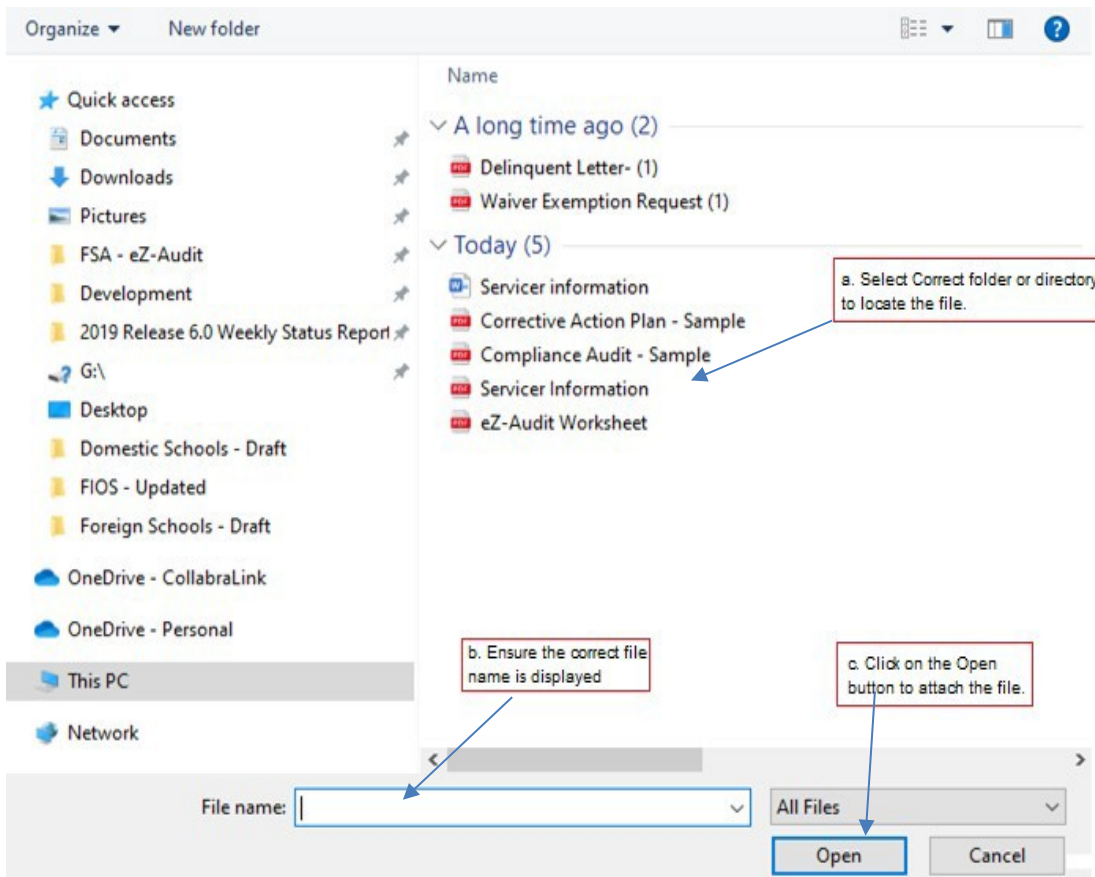 Organize New folder
Quick access
Documents
Downloads
Pictures
FSA - eZ-Audit
Development
2019 Release 6.0 Weekly Status Report
G:\
Desktop
Domestic Schools - Draft
FIOS - Updated
Foreign Schools - Draft
OneDrive - CollabraLink
OneDrive - Personal
This PC
Network
Name
A long time ago (2)
Delinquent Letter- (1)
Waiver Exemption Request (1)
Today (5)
Servicer information
Corrective Action Plan - Sample
Compliance Audit - Sample
Servicer Information
eZ-Audit Worksheet
a. Select Correct folder or directory
to locate the file.
b. Ensure the correct file
name is displayed
c. Click on the Open
button to attach the file.
File name:
All Files
Open Cancel